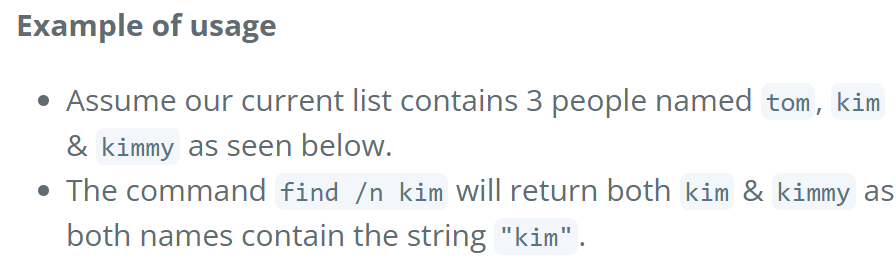 Example of usage
• Assume our current list contains 3 people named tom, kim
& kimmy as seen below.
• The command find /n kim will return both kim & kimmy as
both names contain the string "kim".